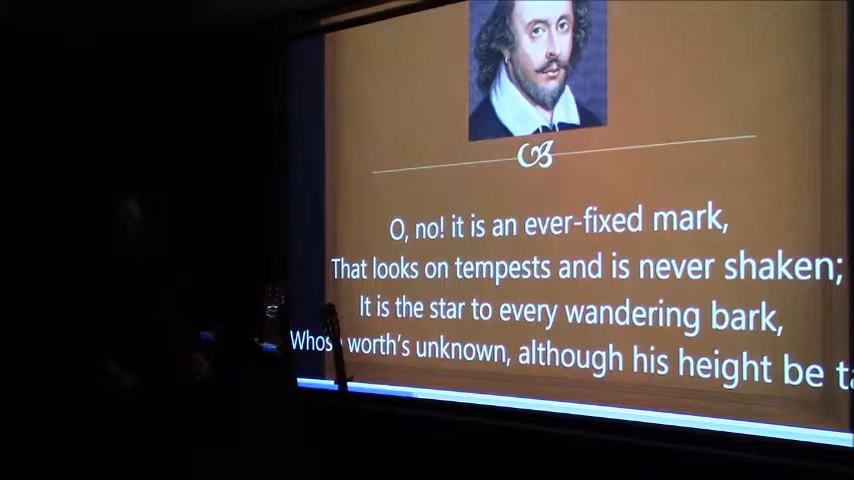 O, no! it is an ever-fixed mark,
That looks on tempests and is never shaken;
It is the star to every wandering bark,
Whose worth's unknown, although his height be